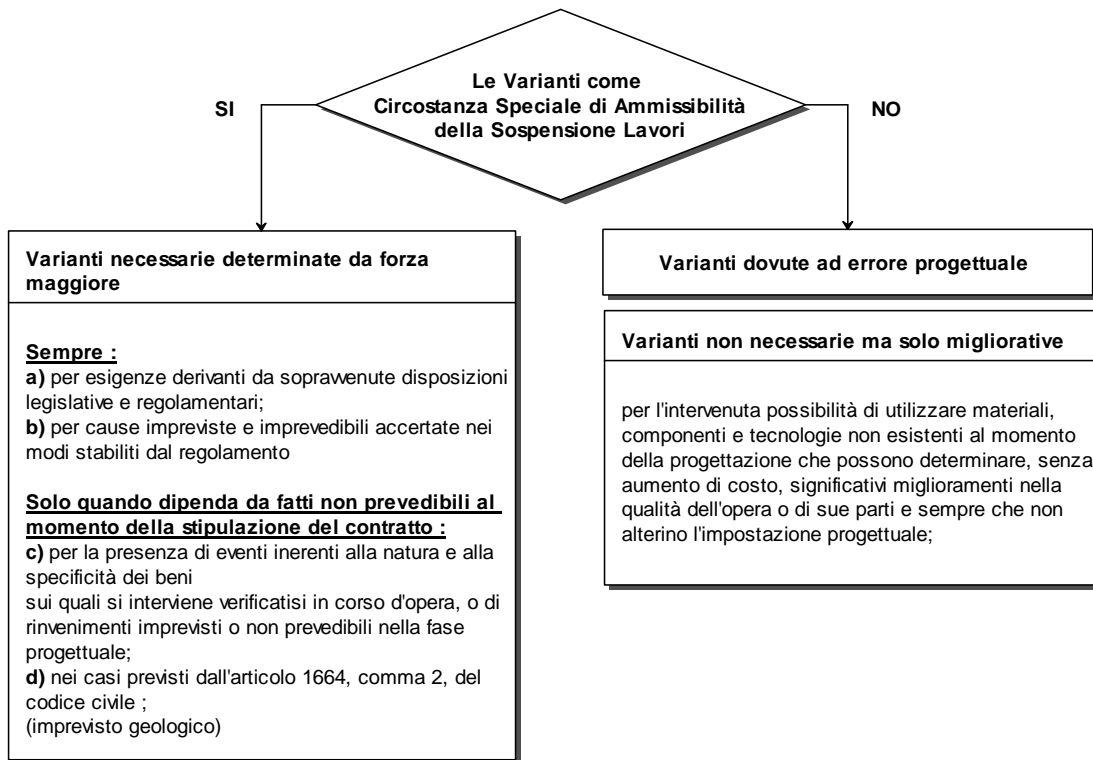 Le Varianti come
Circostanza Speciale di Ammissibilità
della Sospensione Lavori
SI
NO
Varianti necessarie determinate da forza
maggiore
Sempre :
a) per esigenze derivanti da sopravvenute disposizioni
legislative e regolamentari;
b) per cause impreviste e imprevedibili accertate nei
modi stabiliti dal regolamento
Solo quando dipenda da fatti non prevedibili al
momento della stipulazione del contratto :
c) per la presenza di eventi inerenti alla natura e alla
specificità dei beni
sui quali si interviene verificatisi in corso d'opera, o di
rinvenimenti imprevisti o non prevedibili nella fase
progettuale;
d) nei casi previsti dall'articolo 1664, comma 2, del
codice civile ;
(imprevisto geologico)
Varianti dovute ad errore progettuale
Varianti non necessarie ma solo migliorative
per l'intervenuta possibilità di utilizzare materiali,
componenti e tecnologie non esistenti al momento
della progettazione che possono determinare, senza
aumento di costo, significativi miglioramenti nella
qualità dell'opera o di sue parti e sempre che non
alterino l'impostazione progettuale;